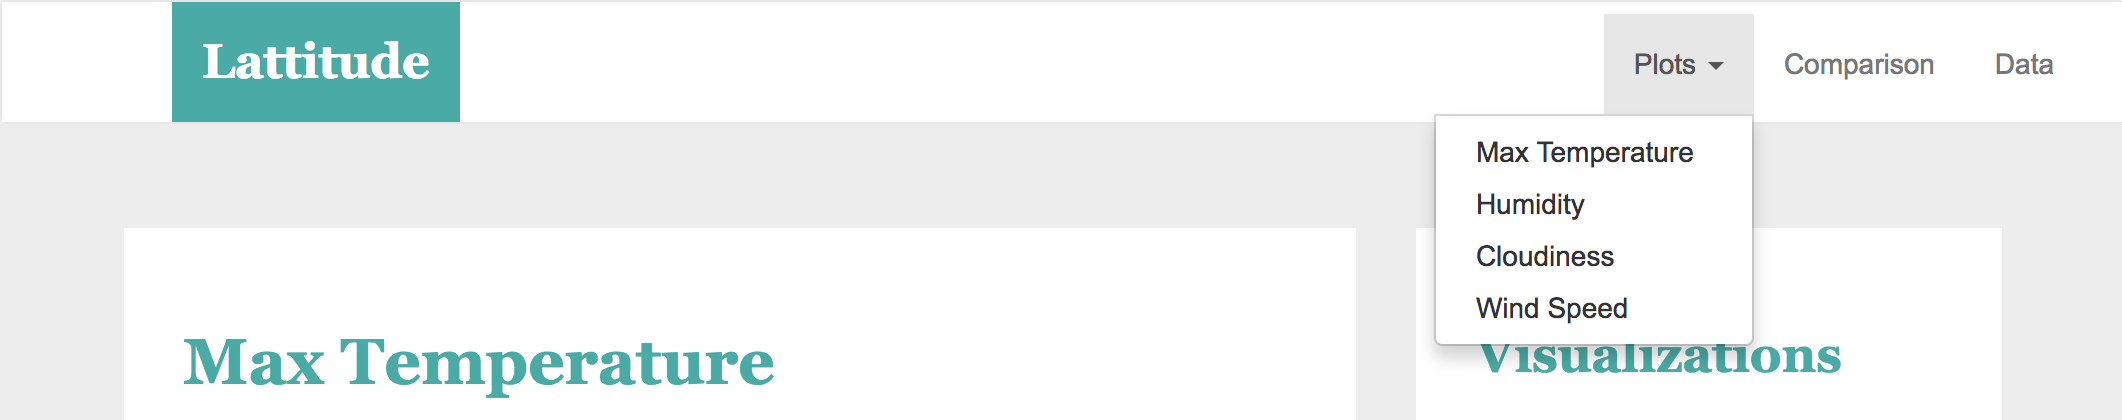 Lattitude
Plots Comparison Data
Max Temperature
Humidity
Cloudiness
Wind Speed
Max Temperature
Visualizations